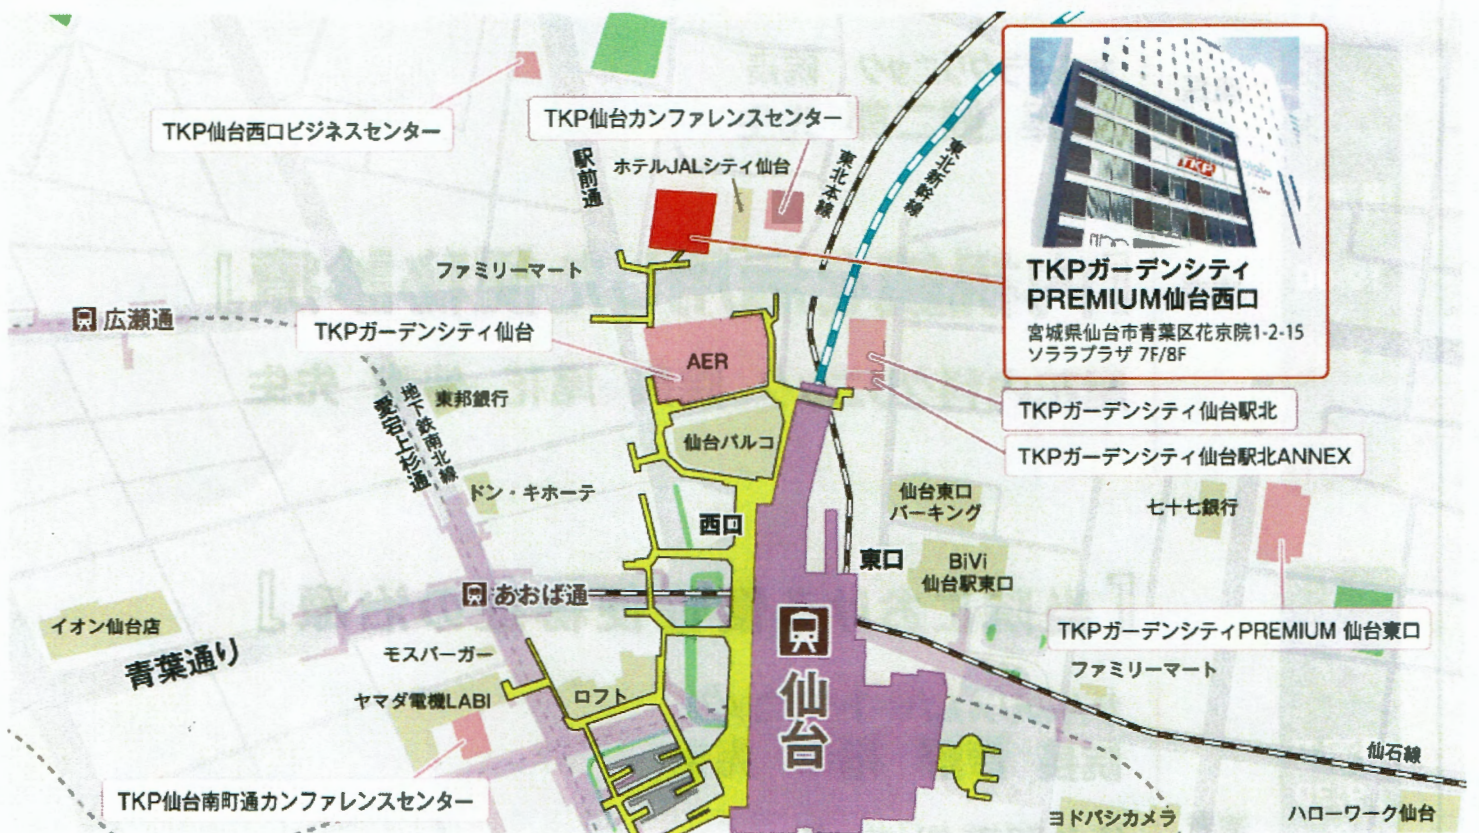 TKP仙台西口ビジネスセンター
TKP仙台カンファレンスセンター
駅前通
ホテルJALシティ仙台
東北本線
東北新幹線
TKP
TKPガーデンシティ
PREMIUM仙台西口
宮城県仙台市青葉区花京院1-2-15
ソララプラザ 7F/8F
ファミリーマート
広瀬通
TKPガーデンシティ仙台
AER
地下鉄南北線
愛宕上杉通
東邦銀行
TKPガーデンシティ仙台駅北
TKPガーデンシティ仙台駅北ANNEX
仙台パルコ
ドン・キホーテ
西口
仙台東口
パーキング
七十七銀行
東口
BiVi
仙台駅東口
あおば通
イオン仙台店
青葉通り
モスバーガー
ヤマダ電機LABI
ロフト
仙台
TKPガーデンシティPREMIUM 仙台東口
ファミリーマート
仙石線
TKP仙台南町通カンファレンスセンター
ヨドバシカメラ
ハローワーク仙台